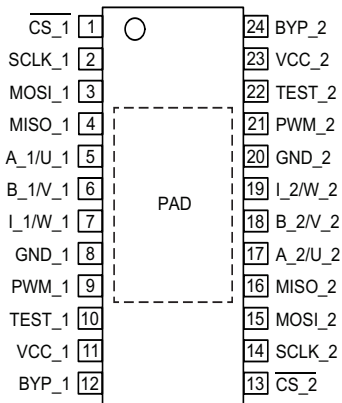 C̅S̅_1 1 24 BYP_2
SCLK_1 2 23 VCC_2
MOSI_1 3 22 TEST_2
MISO_1 4 21 PWM_2
A_1/U_1 5 20 GND_2
B_1/V_1 6 19 I_2/W_2
I_1/W_1 7 PAD 18 B_2/V_2
GND_1 8 17 A_2/U_2
PWM_1 9 16 MISO_2
TEST_1 10 15 MOSI_2
VCC_1 11 14 SCLK_2
BYP_1 12 13 C̅S̅_2